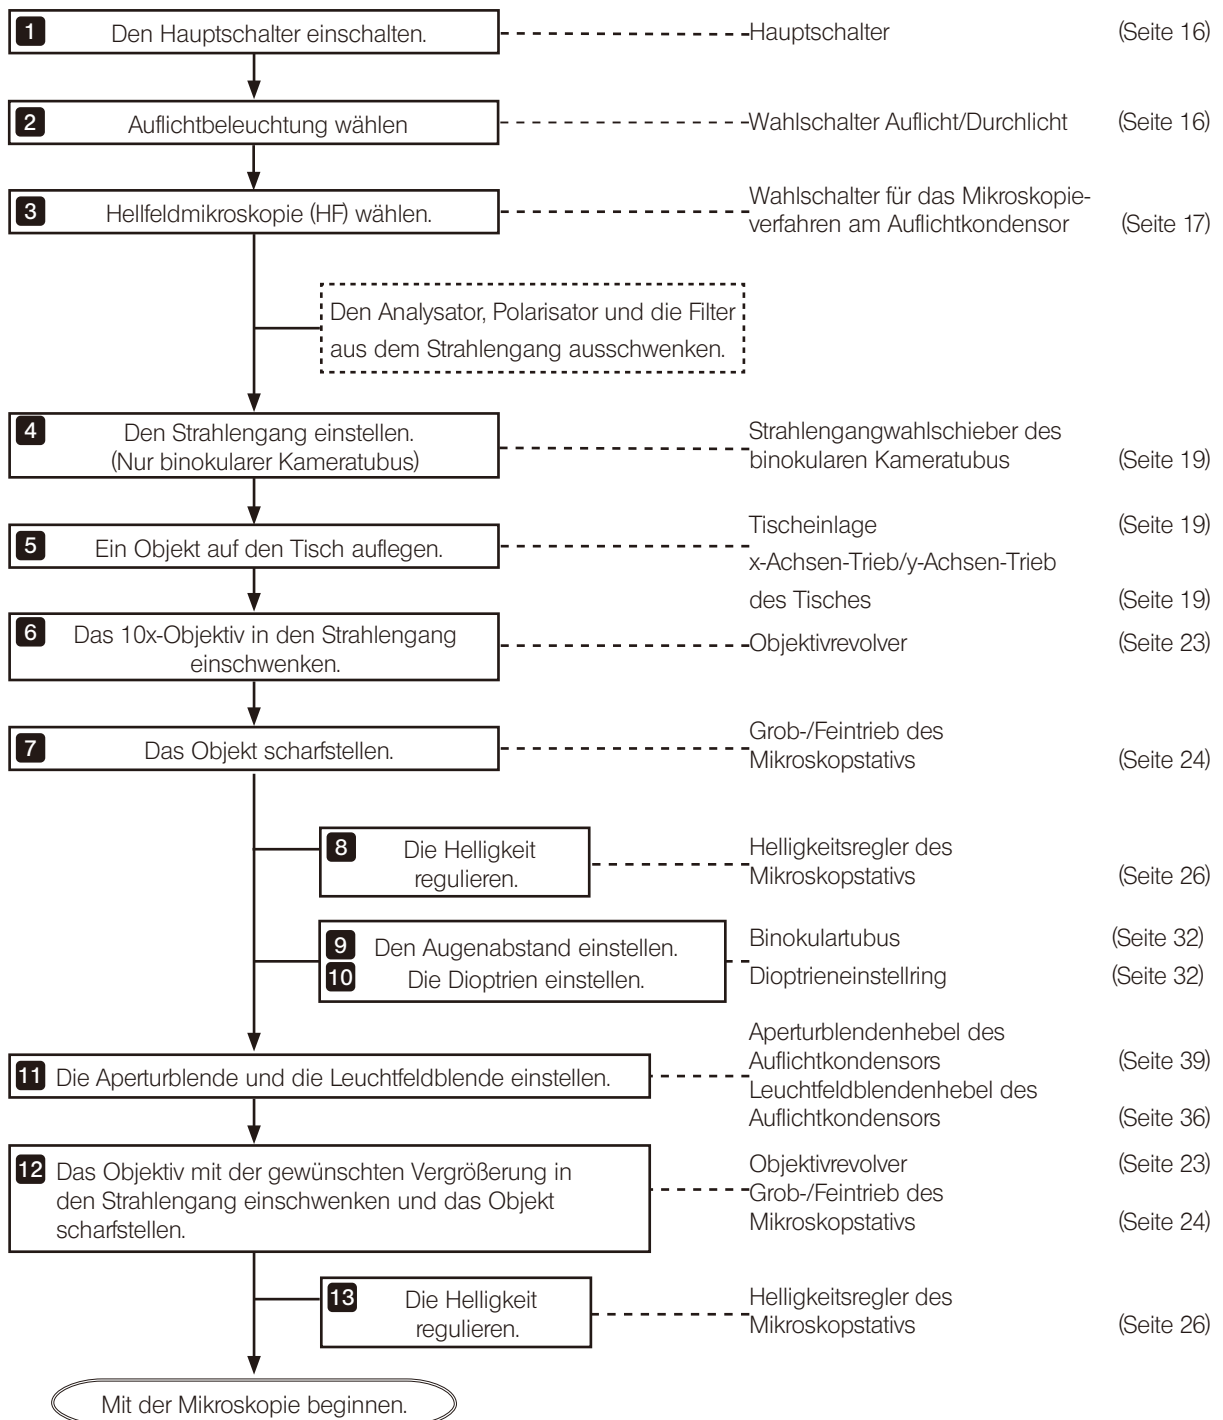 1 Den Hauptschalter einschalten. Hauptschalter (Seite 16)
2 Auflichtbeleuchtung wählen Wahlschalter Auflicht/Durchlicht (Seite 16)
3 Hellfeldmikroskopie (HF) wählen. Wahlschalter für das Mikroskopie-
verfahren am Auflichtkondensor (Seite 17)
Den Analysator, Polarisator und die Filter
aus dem Strahlengang ausschwenken.
4 Den Strahlengang einstellen.
(Nur binokularer Kameratubus)
Strahlengangwahlschieber des
binokularen Kameratubus (Seite 19)
5 Ein Objekt auf den Tisch auflegen.
Tischeinlage (Seite 19)
x-Achsen-Trieb/y-Achsen-Trieb
des Tisches (Seite 19)
6 Das 10x-Objektiv in den Strahlengang
einschwenken.
Objektivrevolver (Seite 23)
7 Das Objekt scharfstellen.
Grob-/Feintrieb des
Mikroskopstativs (Seite 24)
8 Die Helligkeit
regulieren.
Helligkeitsregler des
Mikroskopstativs (Seite 26)
9 Den Augenabstand einstellen. Binokulartubus (Seite 32)
10 Die Dioptrien einstellen. Dioptrieneinstellring (Seite 32)
11 Die Aperturblende und die Leuchtfeldblende einstellen.
Aperturblendenhebel des
Auflichtkondensors (Seite 39)
Leuchtfeldblendenhebel des
Auflichtkondensors (Seite 36)
12 Das Objektiv mit der gewünschten Vergrößerung in
den Strahlengang einschwenken und das Objekt
scharfstellen.
Objektivrevolver (Seite 23)
Grob-/Feintrieb des
Mikroskopstativs (Seite 24)
13 Die Helligkeit
regulieren.
Helligkeitsregler des
Mikroskopstativs (Seite 26)
Mit der Mikroskopie beginnen.